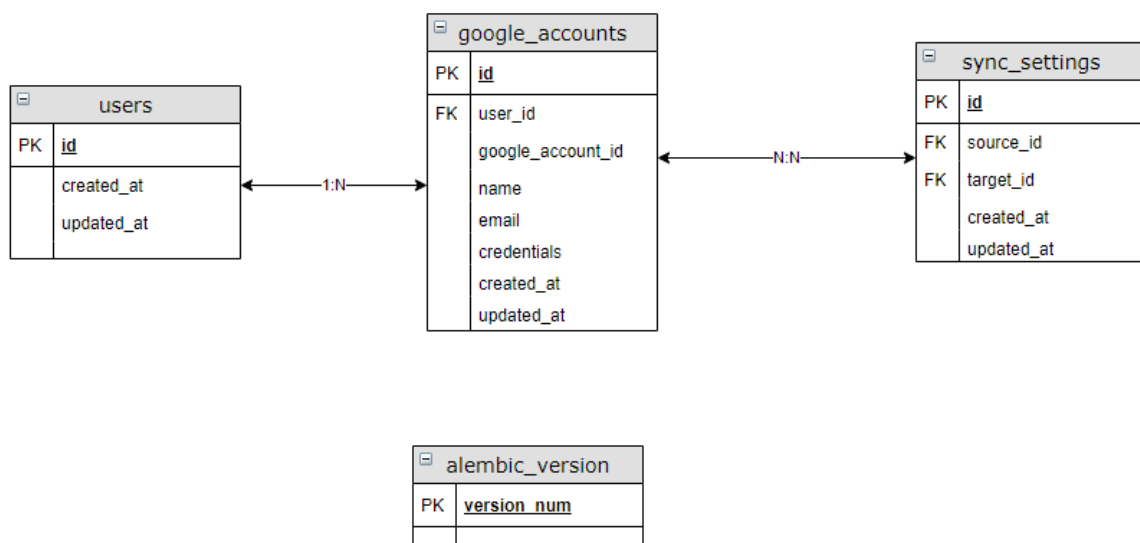 users
PK id
created_at
updated_at
1:N
google_accounts
PK id
FK user_id
google_account_id
name
email
credentials
created_at
updated_at
N:N
sync_settings
PK id
FK source_id
FK target_id
created_at
updated_at
alembic_version
PK version_num